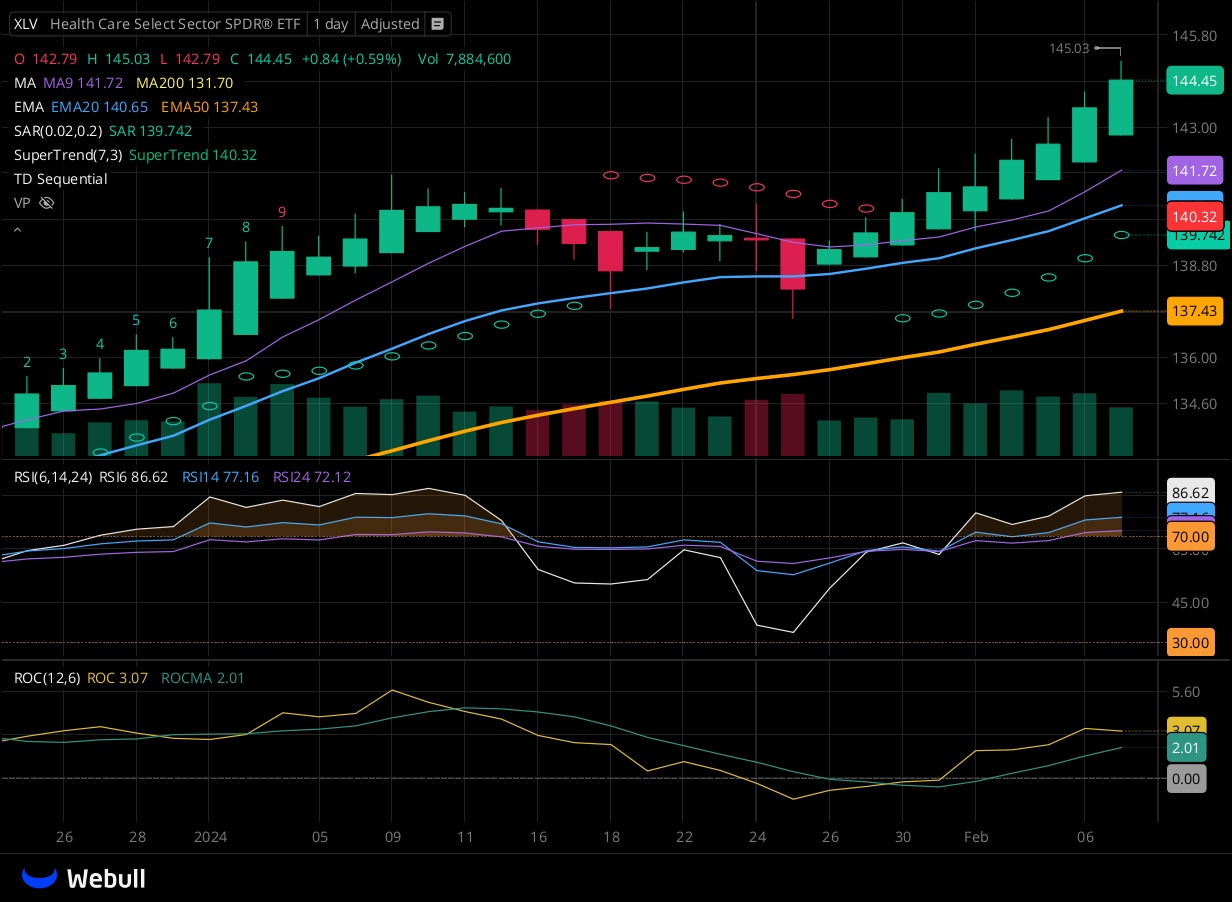 XLV Health Care Select Sector SPDR® ETF 1 day Adjusted
O 142.79 H 145.03 L 142.79 C 144.45 +0.84 (+0.59%) Vol 7,884,600
MA MA9 141.72 MA200 131.70
EMA EMA20 140.65 EMA50 137.43
SAR(0.02,0.2) SAR 139.742
SuperTrend(7,3) SuperTrend 140.32
TD Sequential
VP
145.03
145.80
144.45
143.00
141.72
140.32
139.742
138.80
137.43
136.00
134.60
2 3 4 5 6 7 8 9
RSI(6,14,24) RSI6 86.62 RSI14 77.16 RSI24 72.12
86.62
70.00
45.00
30.00
ROC(12,6) ROC 3.07 ROCMA 2.01
5.60
3.07
2.01
0.00
26 28 2024 05 09 11 16 18 22 24 26 30 Feb 06
Webull